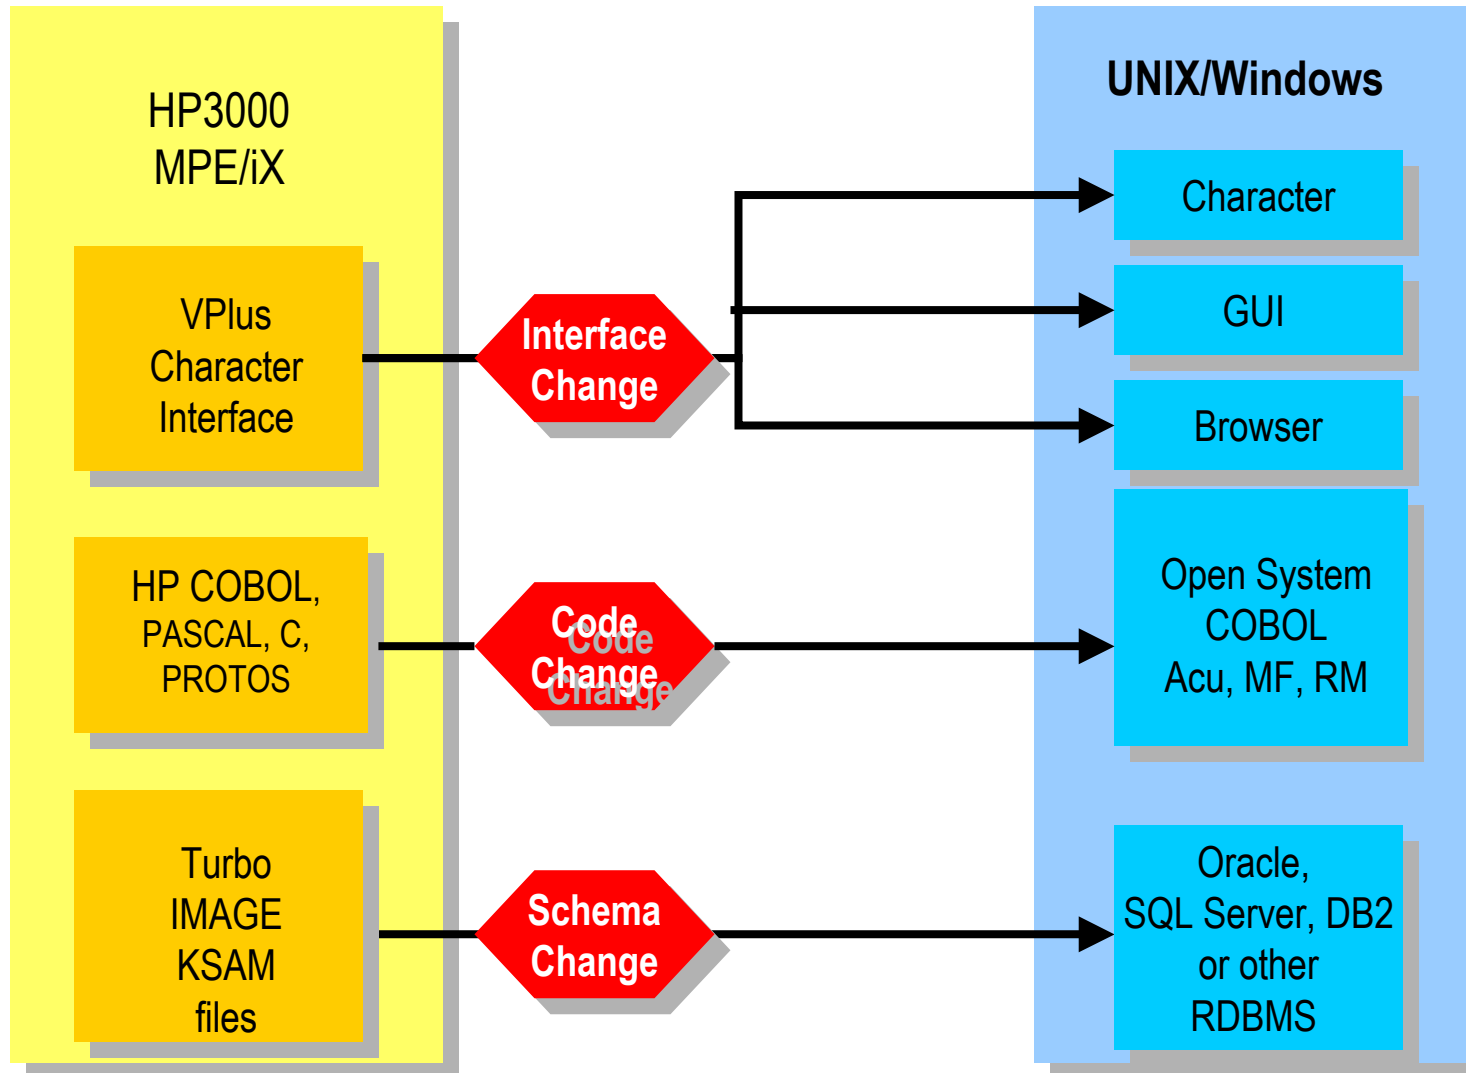 HP3000
MPE/iX
VPlus
Character
Interface
HP COBOL,
PASCAL, C,
PROTOS
Turbo
IMAGE
KSAM
files
Interface
Change
Code
Change
Schema
Change
UNIX/Windows
Character
GUI
Browser
Open System
COBOL
Acu, MF, RM
Oracle,
SQL Server, DB2
or other
RDBMS